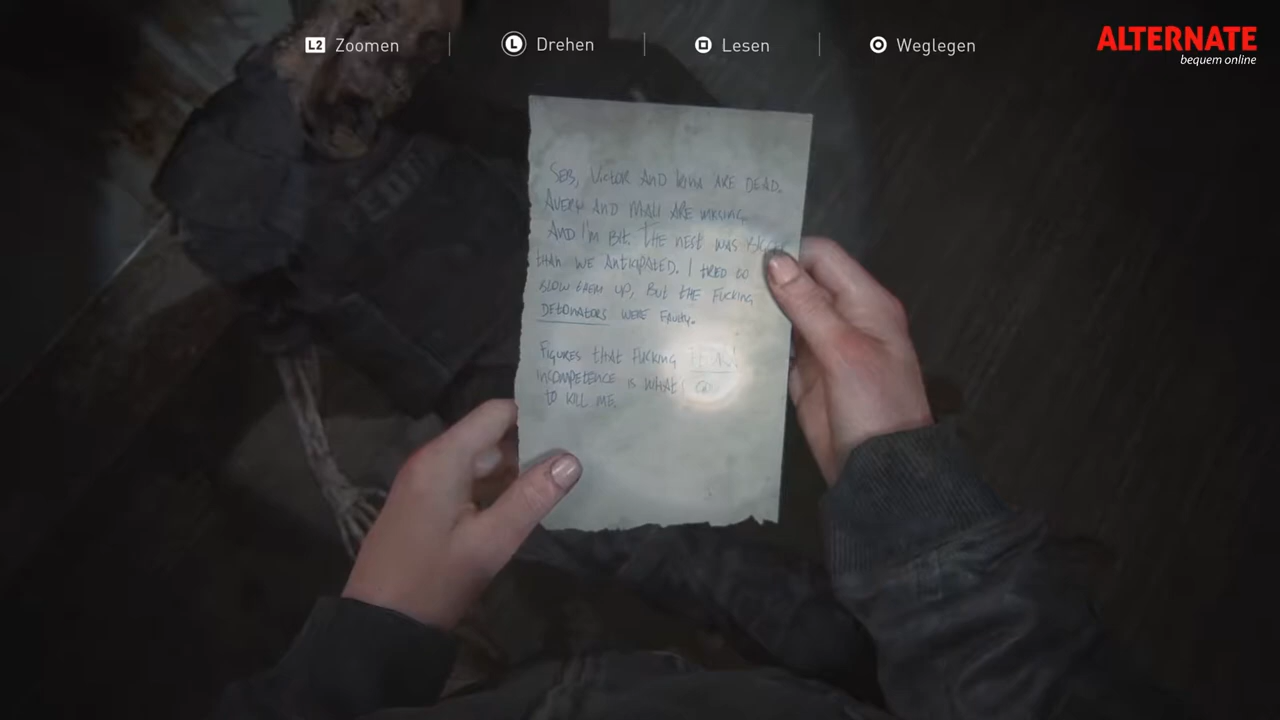 L2 Zoomen
L Drehen
Lesen
Weglegen
ALTERNATE
bequem online
SEB, VICTOR AND ARE DEAD.
AVERY AND MALI ARE MISSING.
AND I'M BIT. THE NEST WAS BIGGER
THAN WE ANTICIPATED. I TRIED TO
BLOW THEM UP, BUT THE FUCKING
DETONATORS WERE FAULTY.
FIGURES THAT FUCKING
INCOMPETENCE IS WHAT
TO KILL ME.